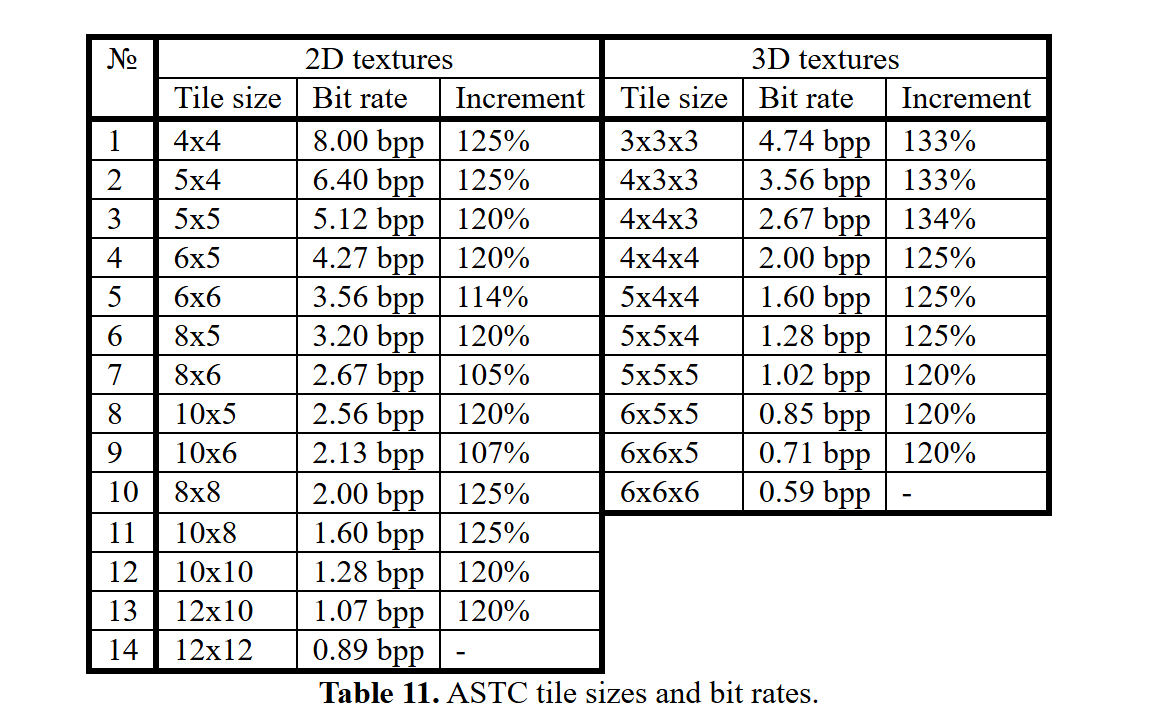 № 2D textures 3D textures
Tile size Bit rate Increment Tile size Bit rate Increment
1 4x4 8.00 bpp 125% 3x3x3 4.74 bpp 133%
2 5x4 6.40 bpp 125% 4x3x3 3.56 bpp 133%
3 5x5 5.12 bpp 120% 4x4x3 2.67 bpp 134%
4 6x5 4.27 bpp 120% 4x4x4 2.00 bpp 125%
5 6x6 3.56 bpp 114% 5x4x4 1.60 bpp 125%
6 8x5 3.20 bpp 120% 5x5x4 1.28 bpp 125%
7 8x6 2.67 bpp 105% 5x5x5 1.02 bpp 120%
8 10x5 2.56 bpp 120% 6x5x5 0.85 bpp 120%
9 10x6 2.13 bpp 107% 6x6x5 0.71 bpp 120%
10 8x8 2.00 bpp 125% 6x6x6 0.59 bpp -
11 10x8 1.60 bpp 125%
12 10x10 1.28 bpp 120%
13 12x10 1.07 bpp 120%
14 12x12 0.89 bpp -
Table 11. ASTC tile sizes and bit rates.